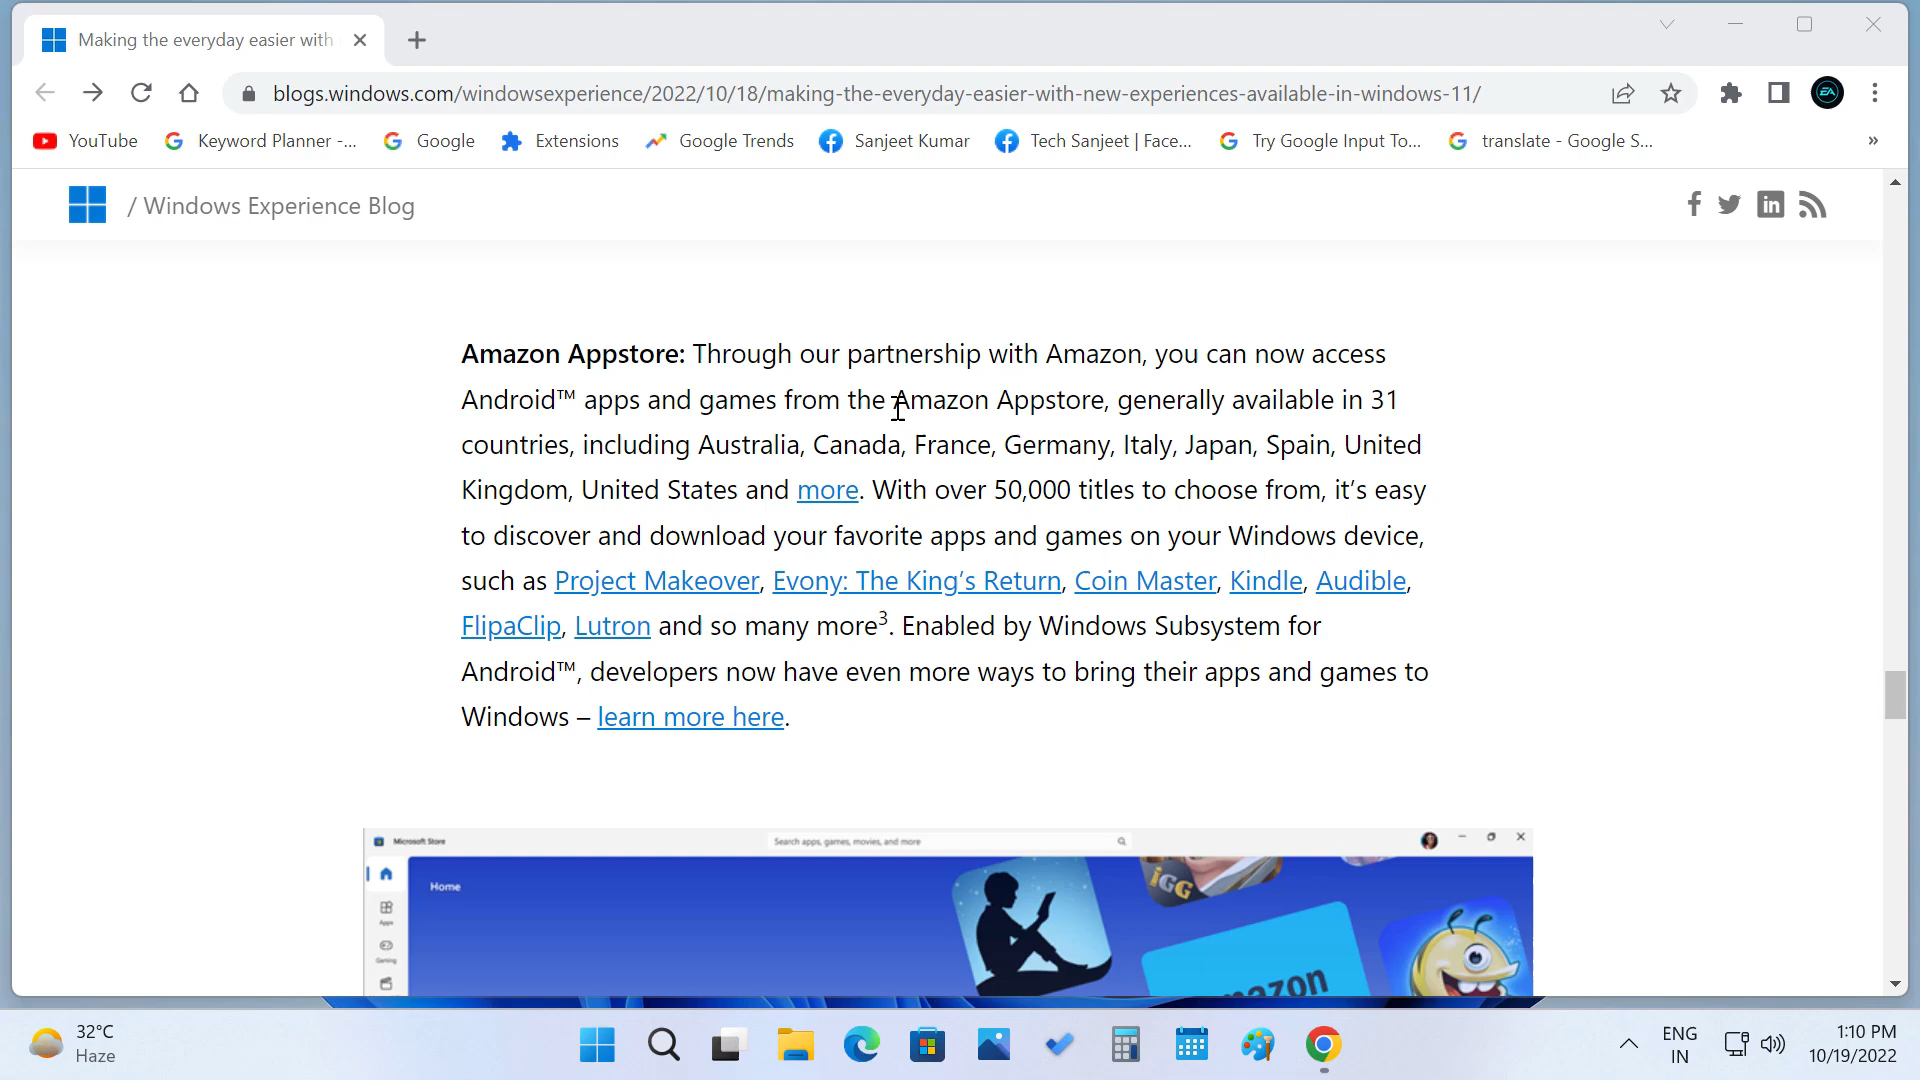 Making the everyday easier with
blogs.windows.com/windowsexperience/2022/10/18/making-the-everyday-easier-with-new-experiences-available-in-windows-11/
EA
YouTube
Keyword Planner -...
Google
Extensions
Google Trends
Sanjeet Kumar
Tech Sanjeet | Face...
Try Google Input To...
translate - Google S...
»
/ Windows Experience Blog
Amazon Appstore: Through our partnership with Amazon, you can now access
Android™ apps and games from the Amazon Appstore, generally available in 31
countries, including Australia, Canada, France, Germany, Italy, Japan, Spain, United
Kingdom, United States and more. With over 50,000 titles to choose from, it’s easy
to discover and download your favorite apps and games on your Windows device,
such as Project Makeover, Evony: The King’s Return, Coin Master, Kindle, Audible,
FlipaClip, Lutron and so many more³. Enabled by Windows Subsystem for
Android™, developers now have even more ways to bring their apps and games to
Windows – learn more here.
Microsoft Store
Search apps, games, movies, and more
Home
Apps
Gaming
IGG
amazon
32°C
Haze
ENG
IN
1:10 PM
10/19/2022